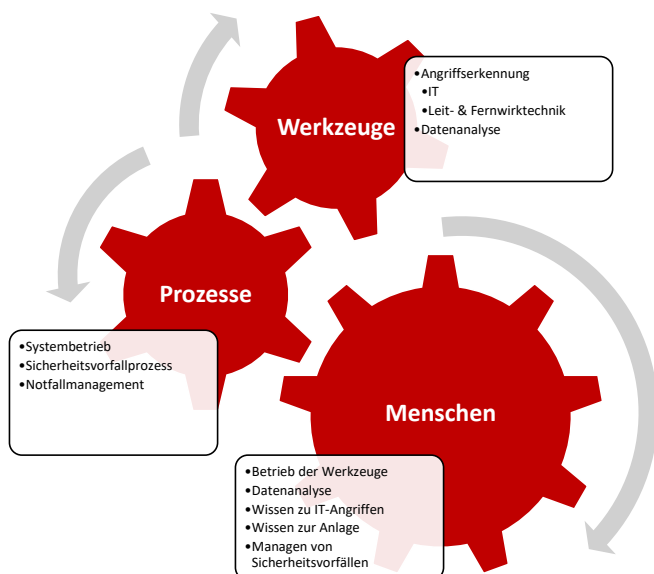 Werkzeuge
•Angriffserkennung
•IT
•Leit- & Fernwirktechnik
•Datenanalyse
Prozesse
•Systembetrieb
•Sicherheitsvorfallprozess
•Notfallmanagement
Menschen
•Betrieb der Werkzeuge
•Datenanalyse
•Wissen zu IT-Angriffen
•Wissen zur Anlage
•Managen von
Sicherheitsvorfällen